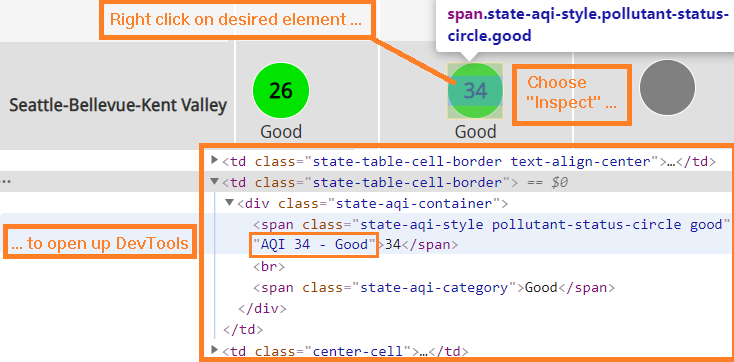 Right click on desired element ...
span.state-aqi-style.pollutant-status-
circle.good
Seattle-Bellevue-Kent Valley
26
Good
34
Good
Choose
"Inspect" ...
... to open up DevTools
...
▶<td class="state-table-cell-border text-align-center">…</td>
▼<td class="state-table-cell-border"> == $0
▼<div class="state-aqi-container">
<span class="state-aqi-style pollutant-status-circle good"
"AQI 34 - Good">34</span>
<br>
<span class="state-aqi-category">Good</span>
</div>
</td>
▶<td class="center-cell">…</td>